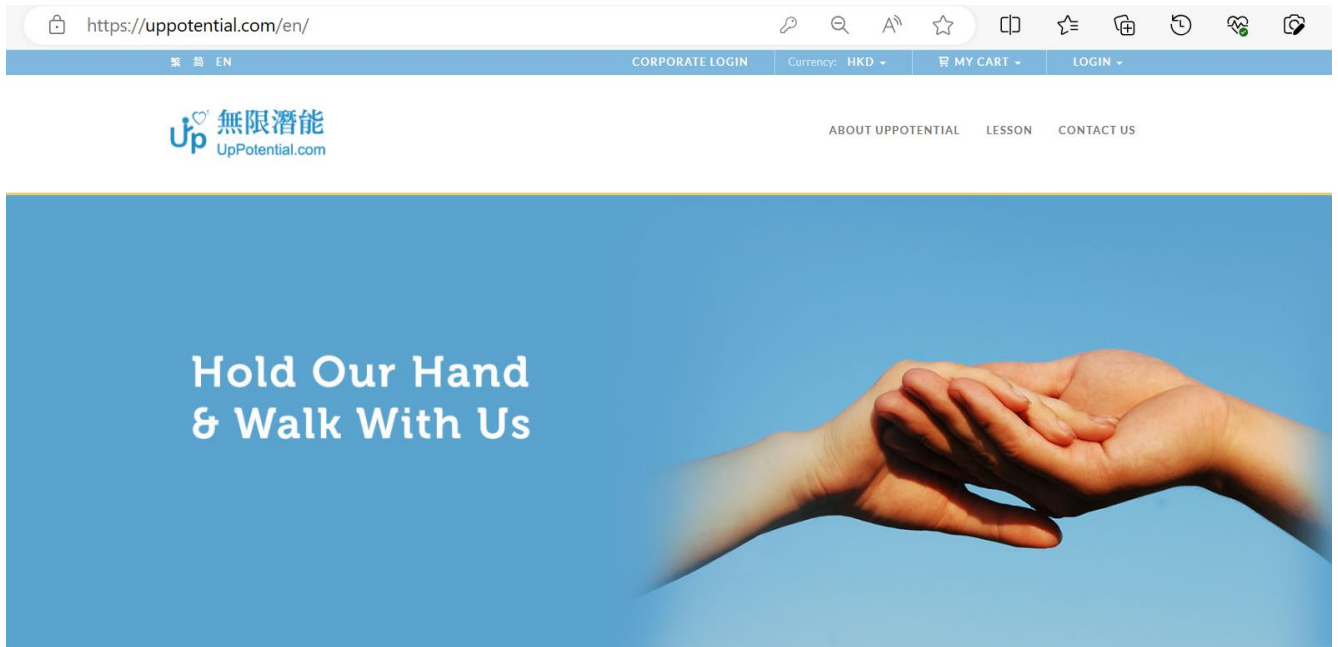 https://uppotential.com/en/
繁 簡 EN CORPORATE LOGIN Currency: HKD MY CART LOGIN
Up 無限潛能
UpPotential.com
ABOUT UPPOTENTIAL LESSON CONTACT US
Hold Our Hand
& Walk With Us